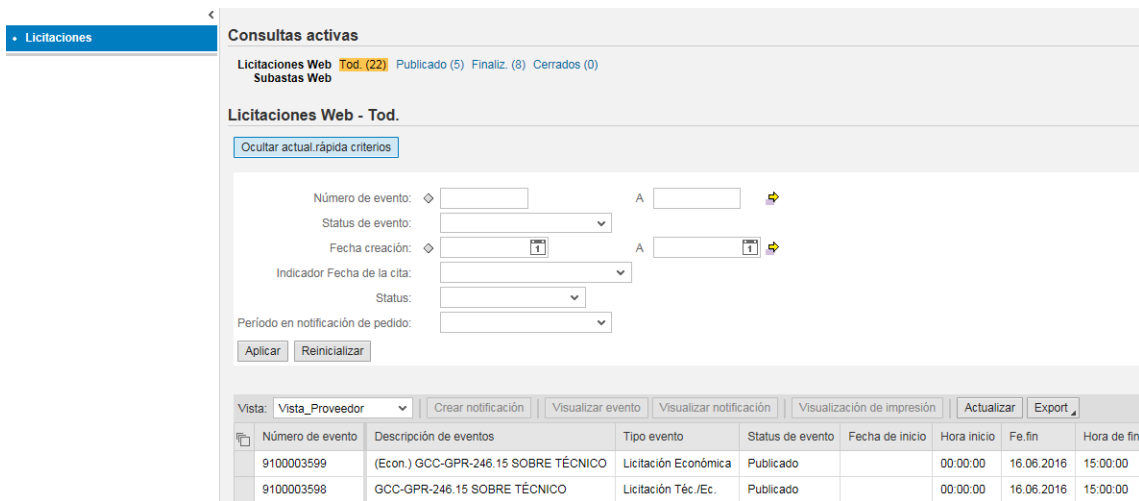 Licitaciones
Consultas activas
Licitaciones Web Tod. (22) Publicado (5) Finaliz. (8) Cerrados (0)
Subastas Web
Licitaciones Web - Tod.
Ocultar actual.rápida criterios
Número de evento: A
Status de evento:
Fecha creación: 1 A 1
Indicador Fecha de la cita:
Status:
Período en notificación de pedido:
Aplicar Reinicializar
Vista: Vista_Proveedor Crear notificación Visualizar evento Visualizar notificación Visualización de impresión Actualizar Export
Número de evento Descripción de eventos Tipo evento Status de evento Fecha de inicio Hora inicio Fe.fin Hora de fin
9100003599 (Econ.) GCC-GPR-246.15 SOBRE TÉCNICO Licitación Económica Publicado 00:00:00 16.06.2016 15:00:00
9100003598 GCC-GPR-246.15 SOBRE TÉCNICO Licitación Téc./Ec. Publicado 00:00:00 16.06.2016 15:00:00